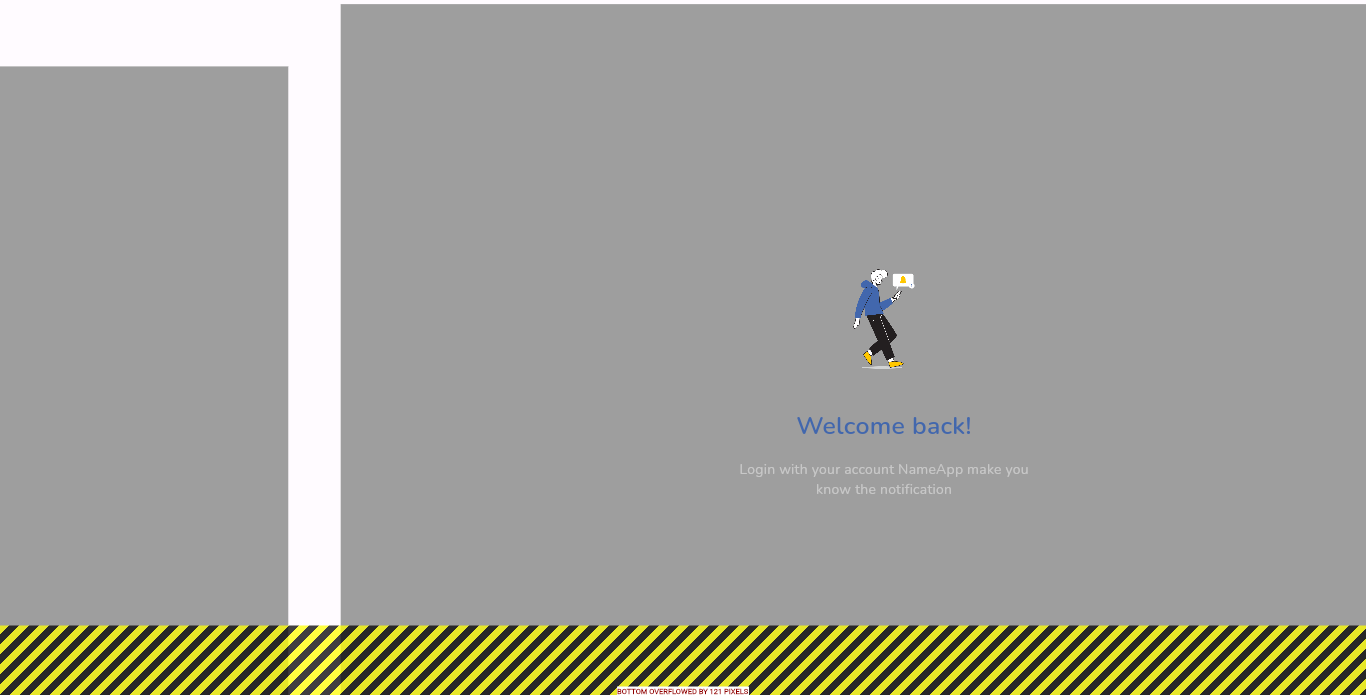 Welcome back!
Login with your account NameApp make you
know the notification
BOTTOM OVERFLOWED BY 121 PIXELS